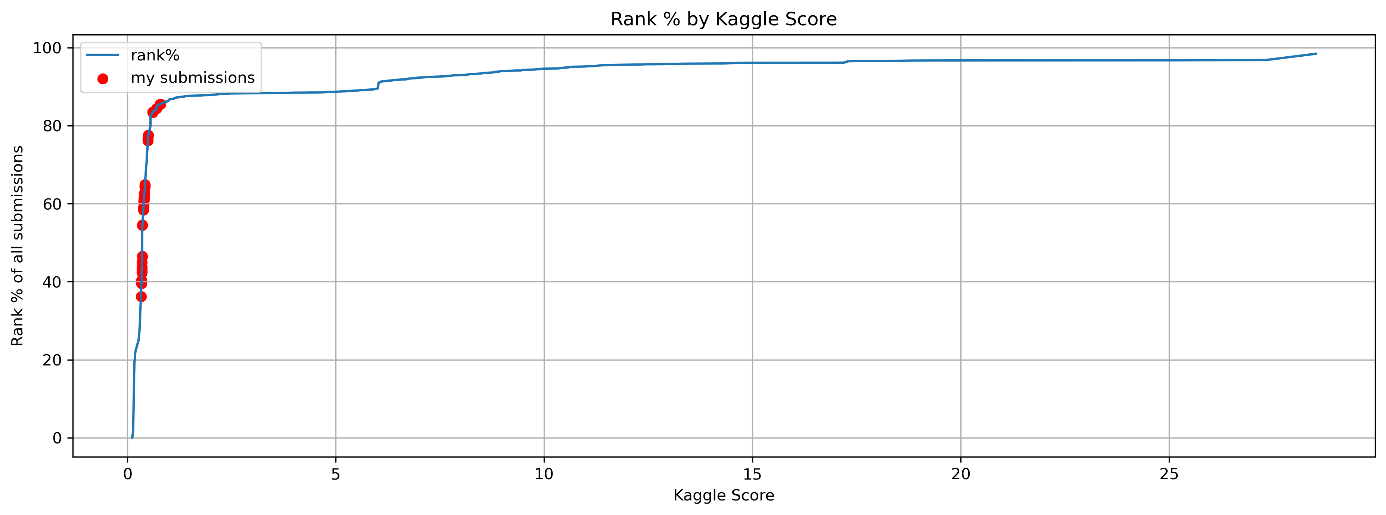 Rank % by Kaggle Score
rank%
my submissions
Rank % of all submissions
100
80
60
40
20
0
0 5 10 15 20 25
Kaggle Score